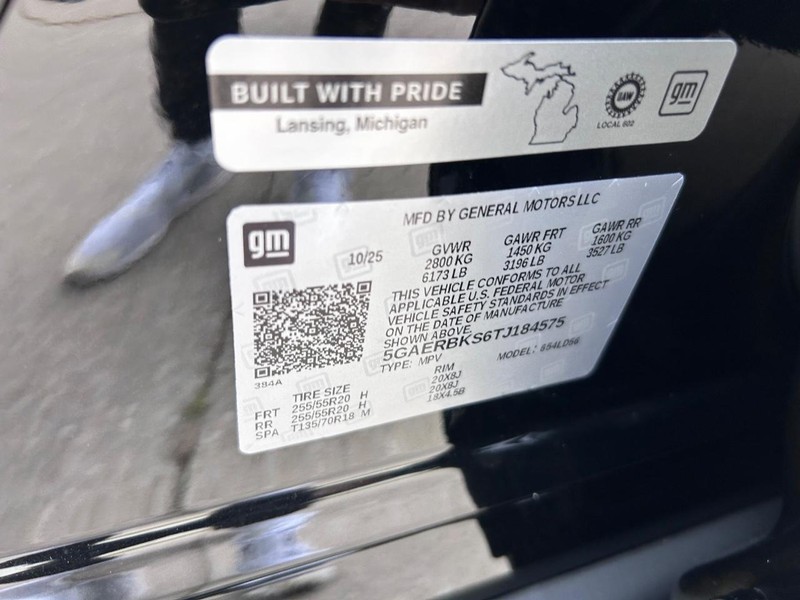 BUILT WITH PRIDE
Lansing, Michigan
UAW
LOCAL 602
gm
gm
MFD BY GENERAL MOTORS LLC
10/25
GVWR GAWR FRT GAWR RR
2800 KG 1450 KG 1600 KG
6173 LB 3196 LB 3527 LB
THIS VEHICLE CONFORMS TO ALL
APPLICABLE U.S. FEDERAL MOTOR
VEHICLE SAFETY STANDARDS IN EFFECT
ON THE DATE OF MANUFACTURE
SHOWN ABOVE.
5GAERBKS6TJ184575
TYPE: MPV MODEL:
384A
TIRE SIZE RIM
FRT 255/55R20 H 20X8J
RR 255/55R20 H 20X8J
SPA T135/70R18 M 18X4.5B